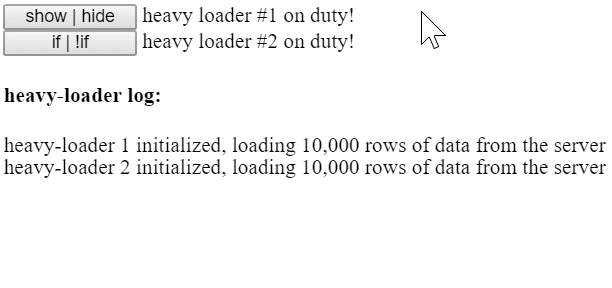 show | hide heavy loader #1 on duty!
if | !if heavy loader #2 on duty!
heavy-loader log:
heavy-loader 1 initialized, loading 10,000 rows of data from the server
heavy-loader 2 initialized, loading 10,000 rows of data from the server